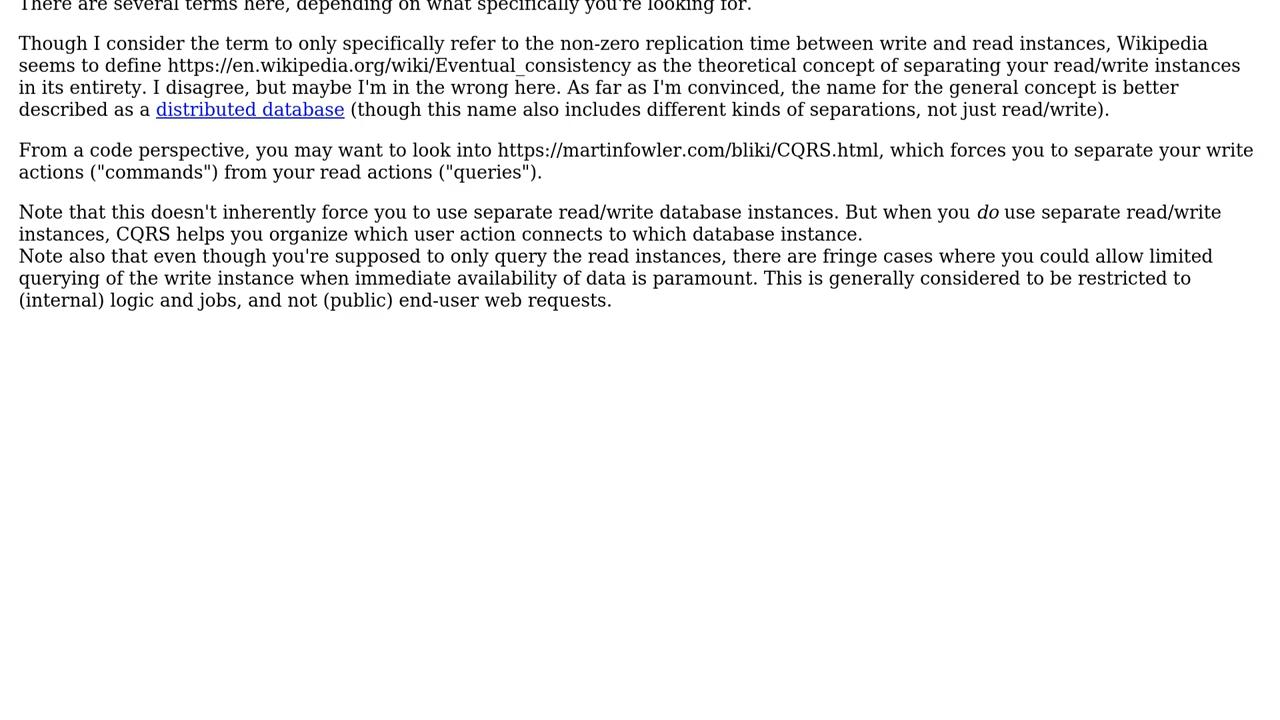 There are several terms here, depending on what specifically you're looking for.
Though I consider the term to only specifically refer to the non-zero replication time between write and read instances, Wikipedia
seems to define https://en.wikipedia.org/wiki/Eventual_consistency as the theoretical concept of separating your read/write instances
in its entirety. I disagree, but maybe I'm in the wrong here. As far as I'm convinced, the name for the general concept is better
described as a distributed database (though this name also includes different kinds of separations, not just read/write).
From a code perspective, you may want to look into https://martinfowler.com/bliki/CQRS.html, which forces you to separate your write
actions ("commands") from your read actions ("queries").
Note that this doesn't inherently force you to use separate read/write database instances. But when you do use separate read/write
instances, CQRS helps you organize which user action connects to which database instance.
Note also that even though you're supposed to only query the read instances, there are fringe cases where you could allow limited
querying of the write instance when immediate availability of data is paramount. This is generally considered to be restricted to
(internal) logic and jobs, and not (public) end-user web requests.